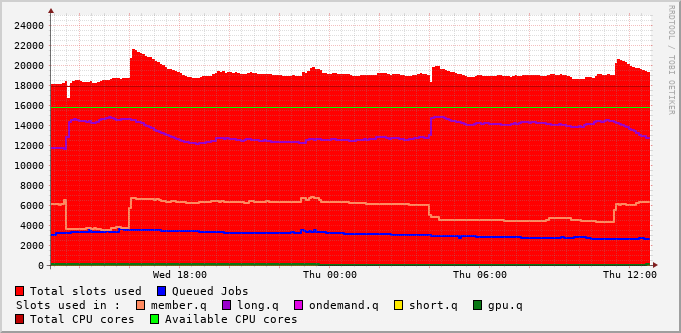 RRDTOOL / TOBI OETIKER
24000
22000
20000
18000
16000
14000
12000
10000
8000
6000
4000
2000
0
Wed 18:00 Thu 00:00 Thu 06:00 Thu 12:00
Total slots used Queued Jobs
Slots used in : member.q long.q ondemand.q short.q gpu.q
Total CPU cores Available CPU cores